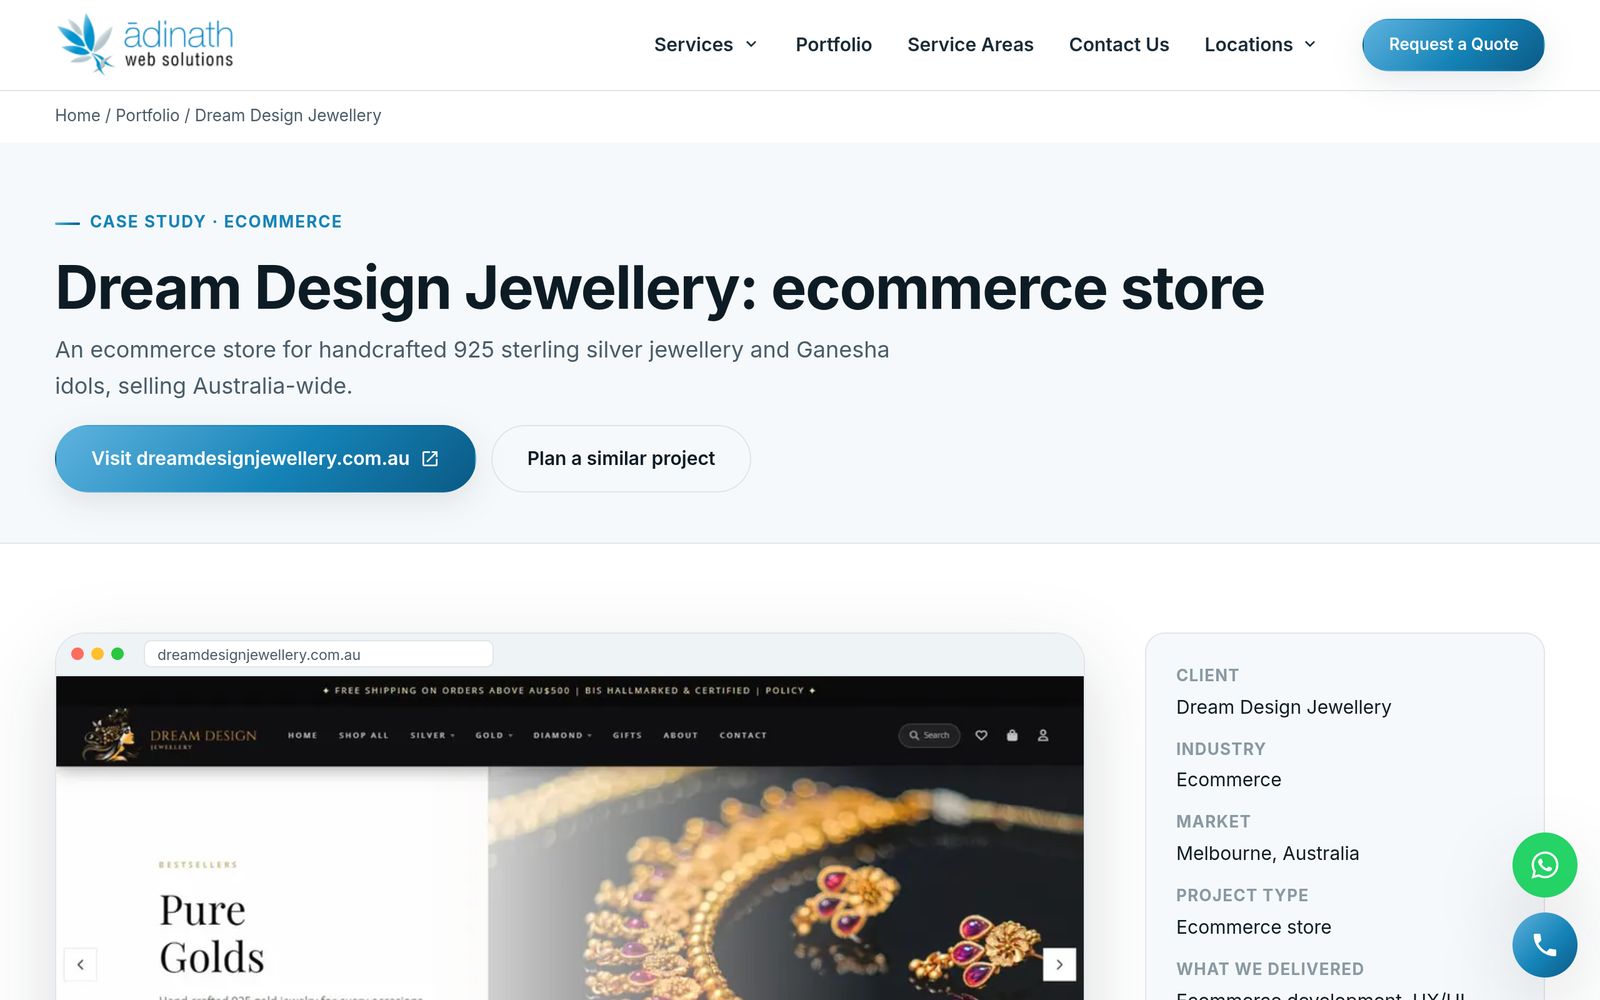 ādinath
web solutions
Services
Portfolio
Service Areas
Contact Us
Locations
Request a Quote
Home / Portfolio / Dream Design Jewellery
CASE STUDY · ECOMMERCE
Dream Design Jewellery: ecommerce store
An ecommerce store for handcrafted 925 sterling silver jewellery and Ganesha
idols, selling Australia-wide.
Visit dreamdesignjewellery.com.au
Plan a similar project
dreamdesignjewellery.com.au
✦ FREE SHIPPING ON ORDERS ABOVE AU$500 | BIS HALLMARKED & CERTIFIED | POLICY ✦
DREAM DESIGN
JEWELLERY
HOME
SHOP ALL
SILVER
GOLD
DIAMOND
GIFTS
ABOUT
CONTACT
Search
BESTSELLERS
Pure
Golds
CLIENT
Dream Design Jewellery
INDUSTRY
Ecommerce
MARKET
Melbourne, Australia
PROJECT TYPE
Ecommerce store
WHAT WE DELIVERED
Ecommerce development, UX/UI